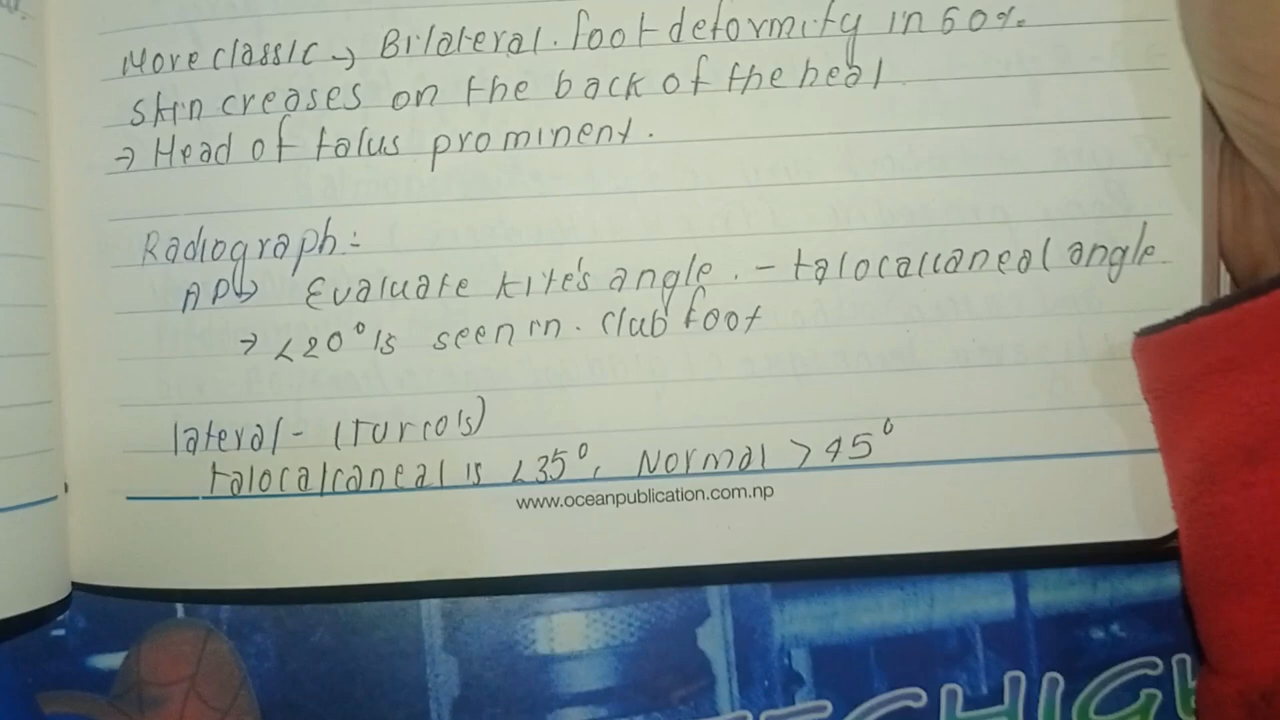 More classic → Bilateral. foot deformity in 50%.
skin creases on the back of the heal
→ Head of talus prominent.
Radiograph:-
AP↳ Evaluate kite's angle. - talocalcaneal angle.
→ <20° is seen in. club foot
lateral - (Turco's)
talocalcaneal is <35°, Normal >45°
www.oceanpublication.com.np